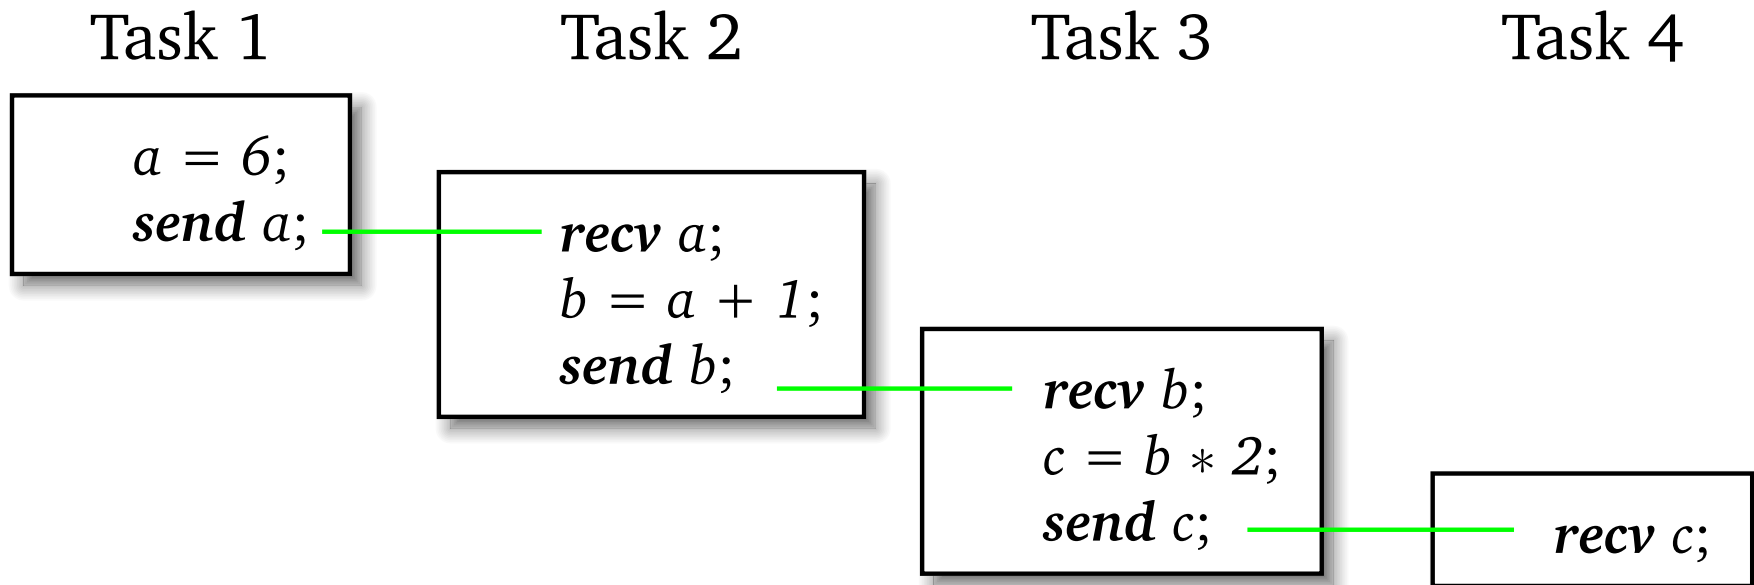 Task 1
a = 6;
send a;
Task 2
recv a;
b = a + 1;
send b;
Task 3
recv b;
c = b * 2;
send c;
Task 4
recv c;